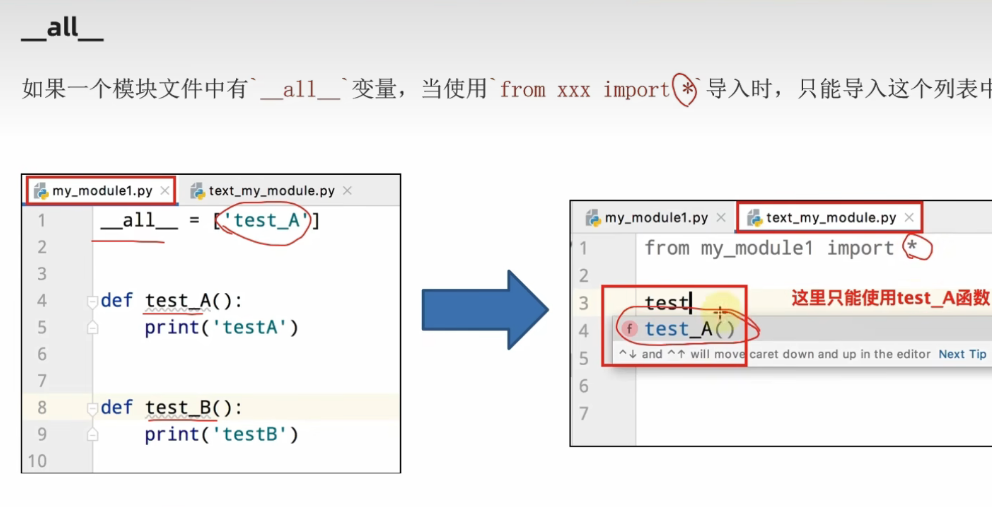 __all__
如果一个模块文件中有`__all__`变量，当使用`from xxx import *`导入时，只能导入这个列表中
my_module1.py
text_my_module.py
1 __all__ = ['test_A']
2
3
4 def test_A():
5 print('testA')
6
7
8 def test_B():
9 print('testB')
10
my_module1.py
text_my_module.py
1 from my_module1 import *
2
3 test
这里只能使用test_A函数
4 f test_A()
5 ^↓ and ^↑ will move caret down and up in the editor Next Tip
6
7